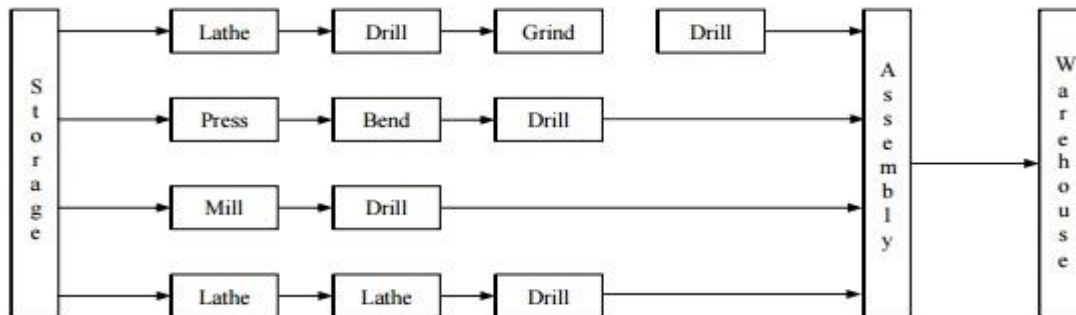 Storage
Lathe Drill Grind Drill
Press Bend Drill
Mill Drill
Lathe Lathe Drill
Assembly
Warehouse